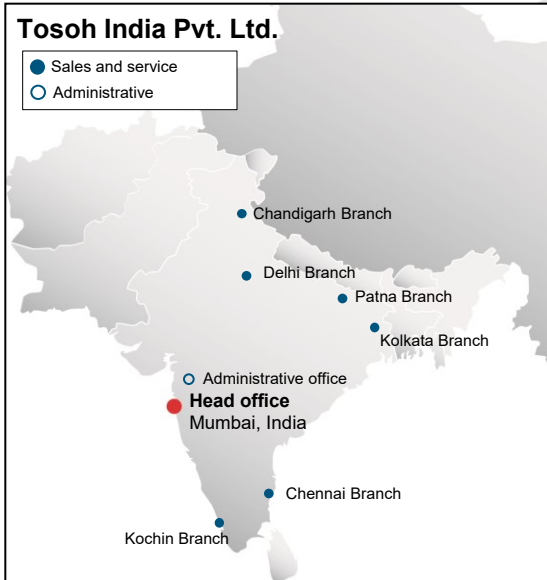 Tosoh India Pvt. Ltd.
Sales and service
Administrative
Chandigarh Branch
Delhi Branch
Patna Branch
Kolkata Branch
Administrative office
Head office
Mumbai, India
Chennai Branch
Kochin Branch